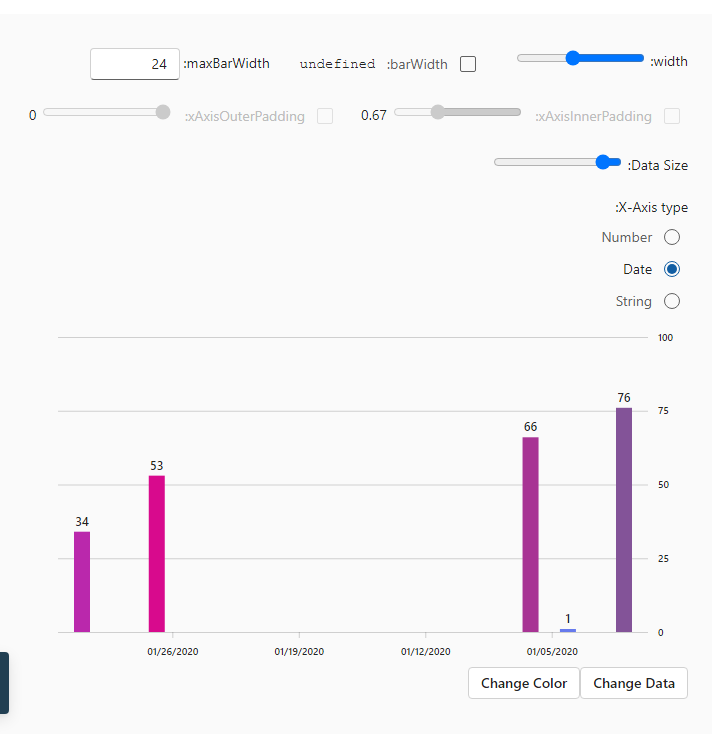 width:
barWidth: undefined
maxBarWidth: 24
xAxisInnerPadding: 0.67
xAxisOuterPadding: 0
Data Size:
X-Axis type:
Number
Date
String
100
75
50
25
0
76
66
53
34
1
01/26/2020 01/19/2020 01/12/2020 01/05/2020
Change Color Change Data